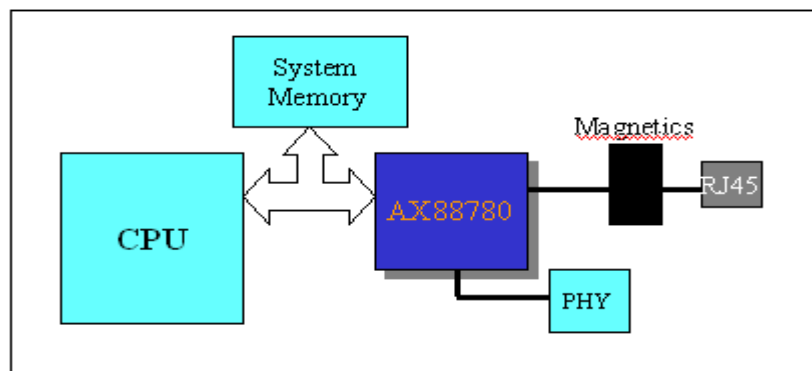 System
Memory
Magnetics
CPU
AX88780
RJ45
PHY